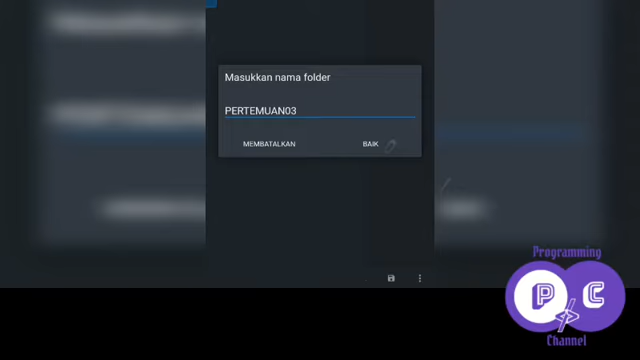 Masukkan nama folder
PERTEMUAN03
MEMBATALKAN BAIK
Programming
P C
Channel